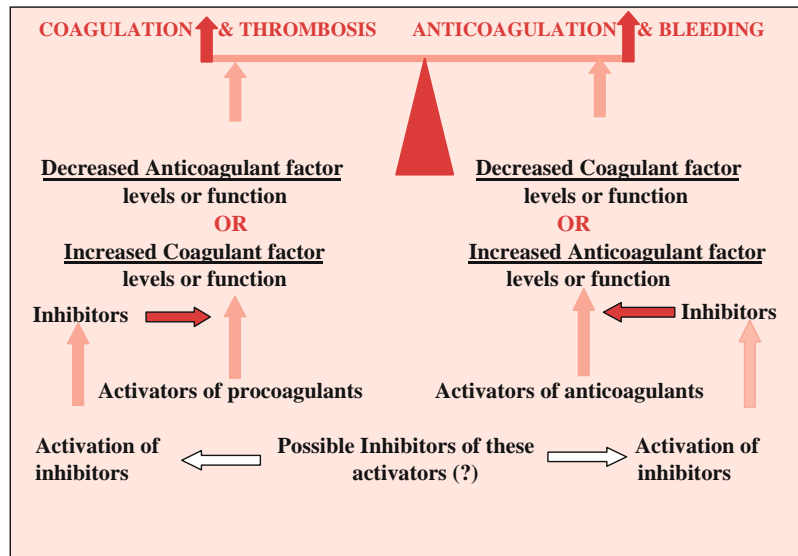 COAGULATION & THROMBOSIS ANTICOAGULATION & BLEEDING
Decreased Anticoagulant factor
levels or function
OR
Increased Coagulant factor
levels or function
Decreased Coagulant factor
levels or function
OR
Increased Anticoagulant factor
levels or function
Inhibitors
Inhibitors
Activators of procoagulants
Activators of anticoagulants
Activation of
inhibitors
Possible Inhibitors of these
activators (?)
Activation of
inhibitors